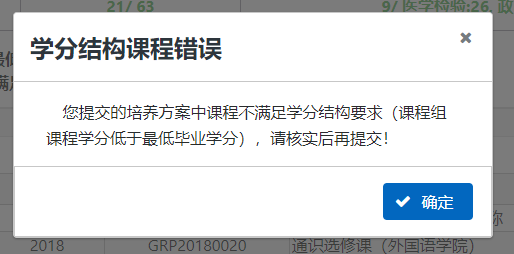 21/ 63
9/ 医学检验:26, 政
学分结构课程错误
×
您提交的培养方案中课程不满足学分结构要求（课程组
课程学分低于最低毕业学分），请核实后再提交！
确定
2018 GRP20180020 通识选修课（外国语学院）